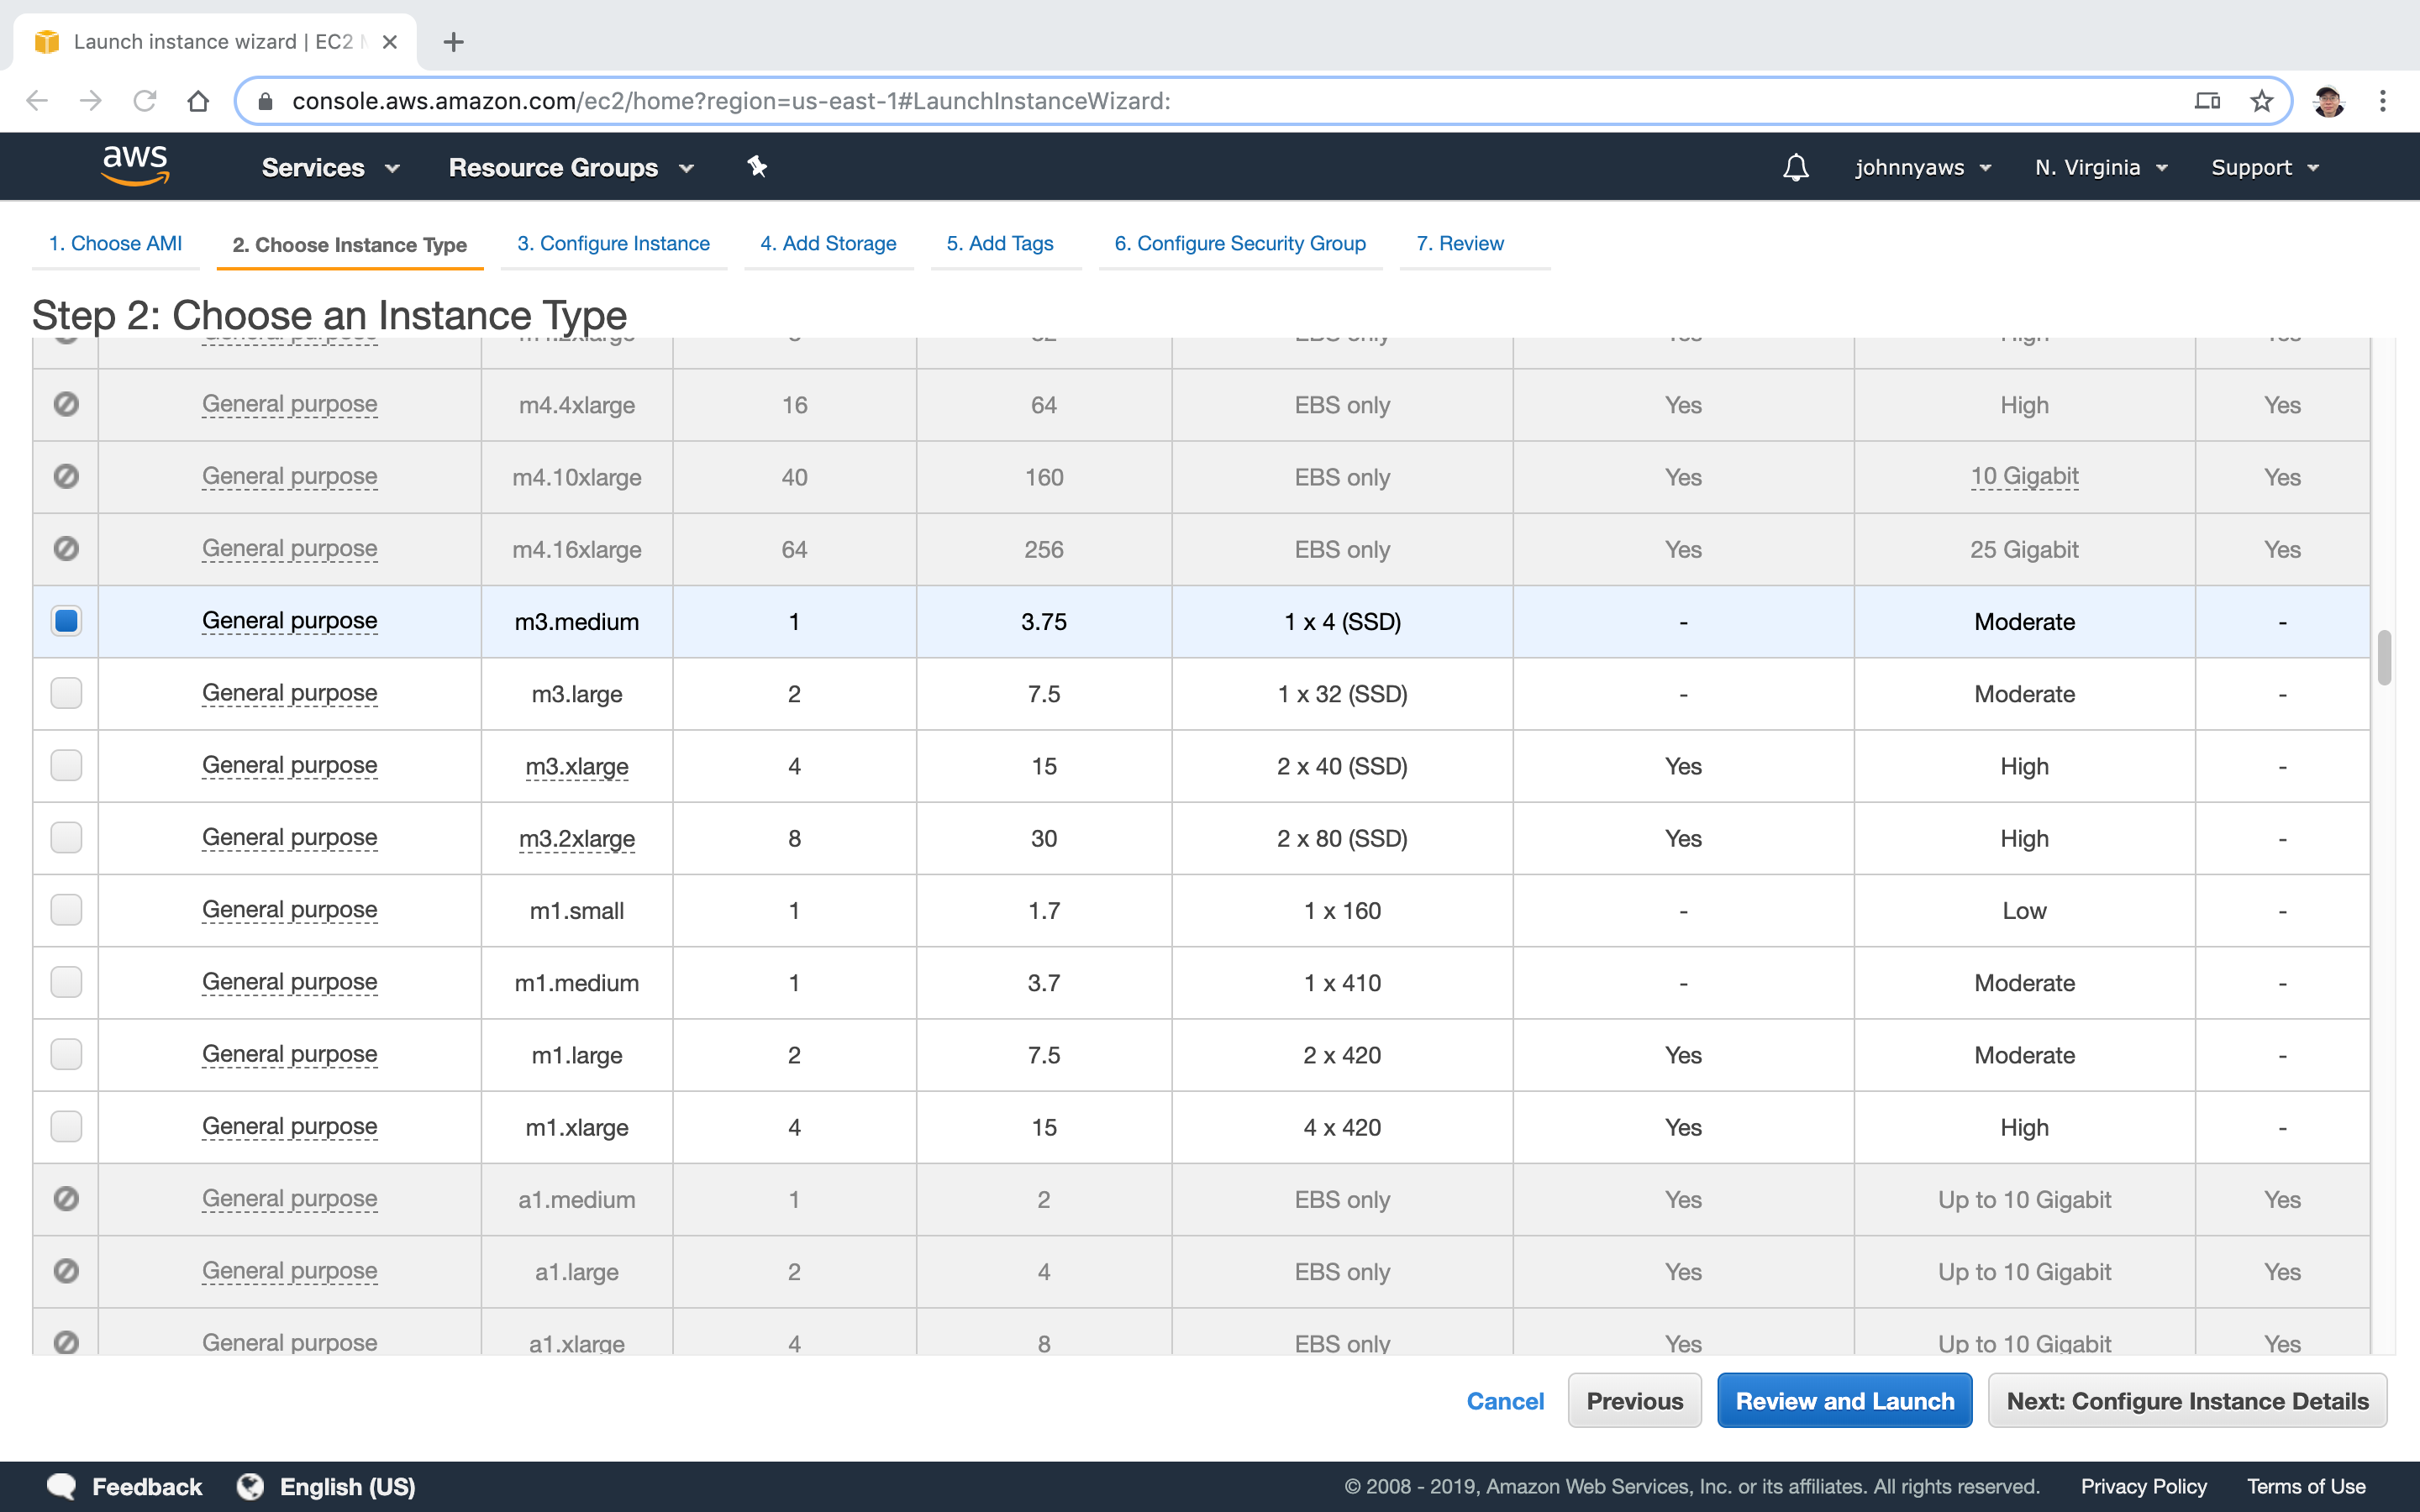 Launch instance wizard | EC2
console.aws.amazon.com/ec2/home?region=us-east-1#LaunchInstanceWizard:
aws Services Resource Groups johnnyaws N. Virginia Support
1. Choose AMI 2. Choose Instance Type 3. Configure Instance 4. Add Storage 5. Add Tags 6. Configure Security Group 7. Review
Step 2: Choose an Instance Type
General purpose m4.4xlarge 16 64 EBS only Yes High Yes
General purpose m4.10xlarge 40 160 EBS only Yes 10 Gigabit Yes
General purpose m4.16xlarge 64 256 EBS only Yes 25 Gigabit Yes
General purpose m3.medium 1 3.75 1 x 4 (SSD) - Moderate -
General purpose m3.large 2 7.5 1 x 32 (SSD) - Moderate -
General purpose m3.xlarge 4 15 2 x 40 (SSD) Yes High -
General purpose m3.2xlarge 8 30 2 x 80 (SSD) Yes High -
General purpose m1.small 1 1.7 1 x 160 - Low -
General purpose m1.medium 1 3.7 1 x 410 - Moderate -
General purpose m1.large 2 7.5 2 x 420 Yes Moderate -
General purpose m1.xlarge 4 15 4 x 420 Yes High -
General purpose a1.medium 1 2 EBS only Yes Up to 10 Gigabit Yes
General purpose a1.large 2 4 EBS only Yes Up to 10 Gigabit Yes
General purpose a1.xlarge 4 8 EBS only Yes Up to 10 Gigabit Yes
Cancel Previous Review and Launch Next: Configure Instance Details
Feedback English (US) © 2008 - 2019, Amazon Web Services, Inc. or its affiliates. All rights reserved. Privacy Policy Terms of Use